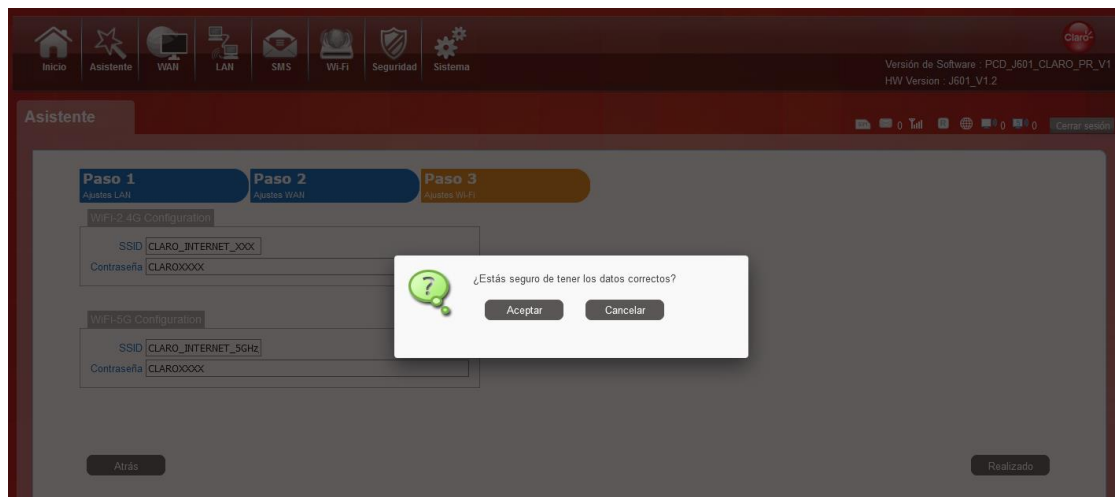 Claro
Inicio Asistente WAN LAN SMS Wi-Fi Seguridad Sistema
Versión de Software : PCD_J601_CLARO_PR_V1
HW Version : J601_V1.2
Asistente
0 0 0 Cerrar sesión
Paso 1 Paso 2 Paso 3
Ajustes LAN Ajustes WAN Ajustes Wi-Fi
WiFi-2.4G Configuration
SSID CLARO_INTERNET_XXX
Contraseña CLAROXXXX
¿Estás seguro de tener los datos correctos?
Aceptar Cancelar
WiFi-5G Configuration
SSID CLARO_INTERNET_5GHz
Contraseña CLAROXXXX
Atrás Realizado